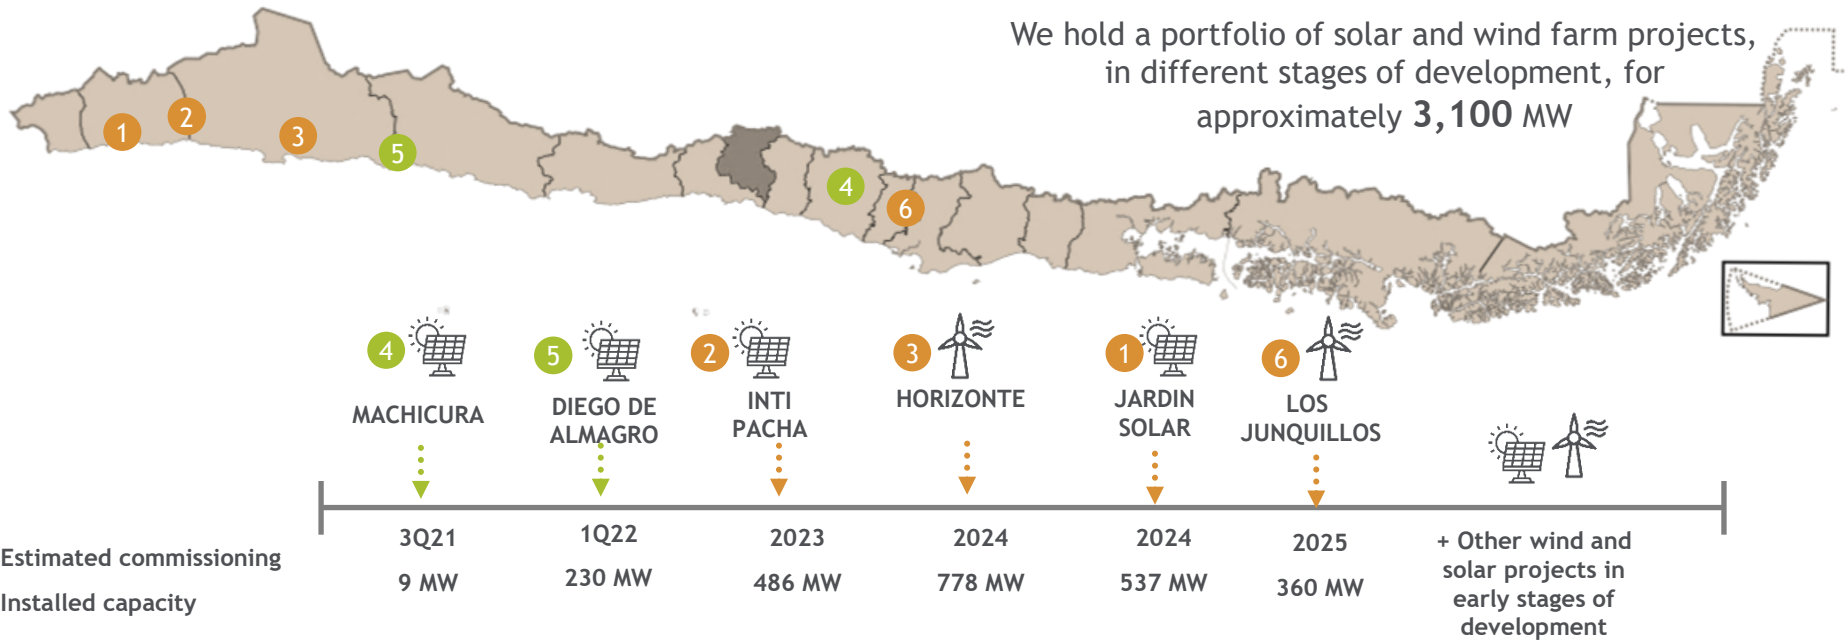 We hold a portfolio of solar and wind farm projects,
in different stages of development, for
approximately 3,100 MW
1
2
3
5
4
6
4
5
2
3
1
6
MACHICURA
DIEGO DE
ALMAGRO
INTI
PACHA
HORIZONTE
JARDIN
SOLAR
LOS
JUNQUILLOS
Estimated commissioning
3Q21
1Q22
2023
2024
2024
2025
Installed capacity
9 MW
230 MW
486 MW
778 MW
537 MW
360 MW
+ Other wind and
solar projects in
early stages of
development